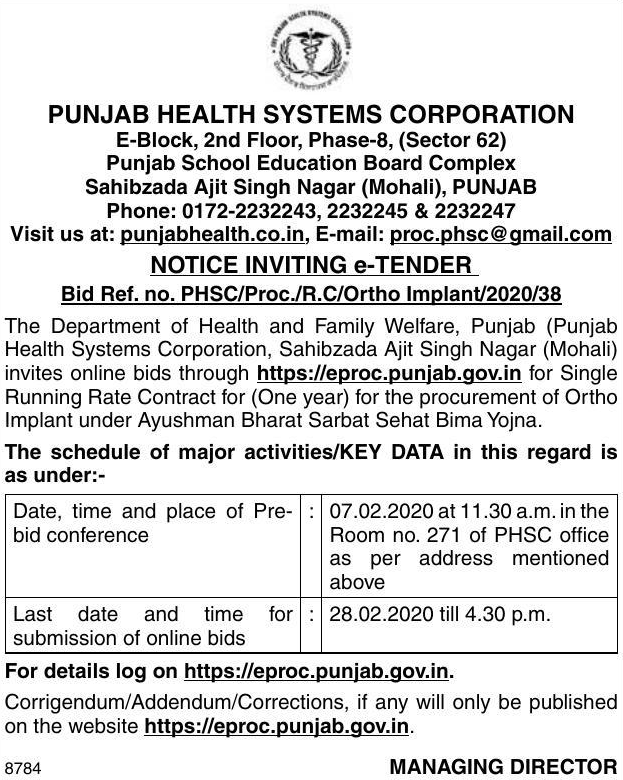 PUNJAB HEALTH SYSTEMS CORPORATION
E-Block, 2nd Floor, Phase-8, (Sector 62)
Punjab School Education Board Complex
Sahibzada Ajit Singh Nagar (Mohali), PUNJAB
Phone: 0172-2232243, 2232245 & 2232247
Visit us at: punjabhealth.co.in, E-mail: proc.phsc@gmail.com
NOTICE INVITING e-TENDER
Bid Ref. no. PHSC/Proc./R.C/Ortho Implant/2020/38
The Department of Health and Family Welfare, Punjab (Punjab
Health Systems Corporation, Sahibzada Ajit Singh Nagar (Mohali)
invites online bids through https://eproc.punjab.gov.in for Single
Running Rate Contract for (One year) for the procurement of Ortho
Implant under Ayushman Bharat Sarbat Sehat Bima Yojna.
The schedule of major activities/KEY DATA in this regard is
as under:-
Date, time and place of Pre-
bid conference
:
07.02.2020 at 11.30 a.m. in the
Room no. 271 of PHSC office
as per address mentioned
above
Last date and time for
submission of online bids
:
28.02.2020 till 4.30 p.m.
For details log on https://eproc.punjab.gov.in.
Corrigendum/Addendum/Corrections, if any will only be published
on the website https://eproc.punjab.gov.in.
8784 MANAGING DIRECTOR